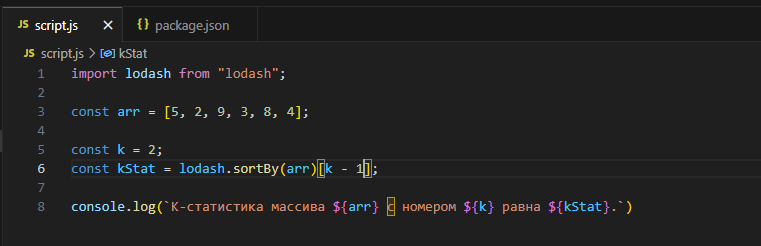 JS script.js × {} package.json
JS script.js > kStat
1 import lodash from "lodash";
2
3 const arr = [5, 2, 9, 3, 8, 4];
4
5 const k = 2;
6 const kStat = lodash.sortBy(arr)[k - 1];
7
8 console.log(`К-статистика массива ${arr} с номером ${k} равна ${kStat}.`)